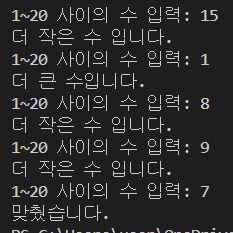 1~20 사이의 수 입력: 15
더 작은 수 입니다.
1~20 사이의 수 입력: 1
더 큰 수입니다.
1~20 사이의 수 입력: 8
더 작은 수 입니다.
1~20 사이의 수 입력: 9
더 작은 수 입니다.
1~20 사이의 수 입력: 7
맞췄습니다.